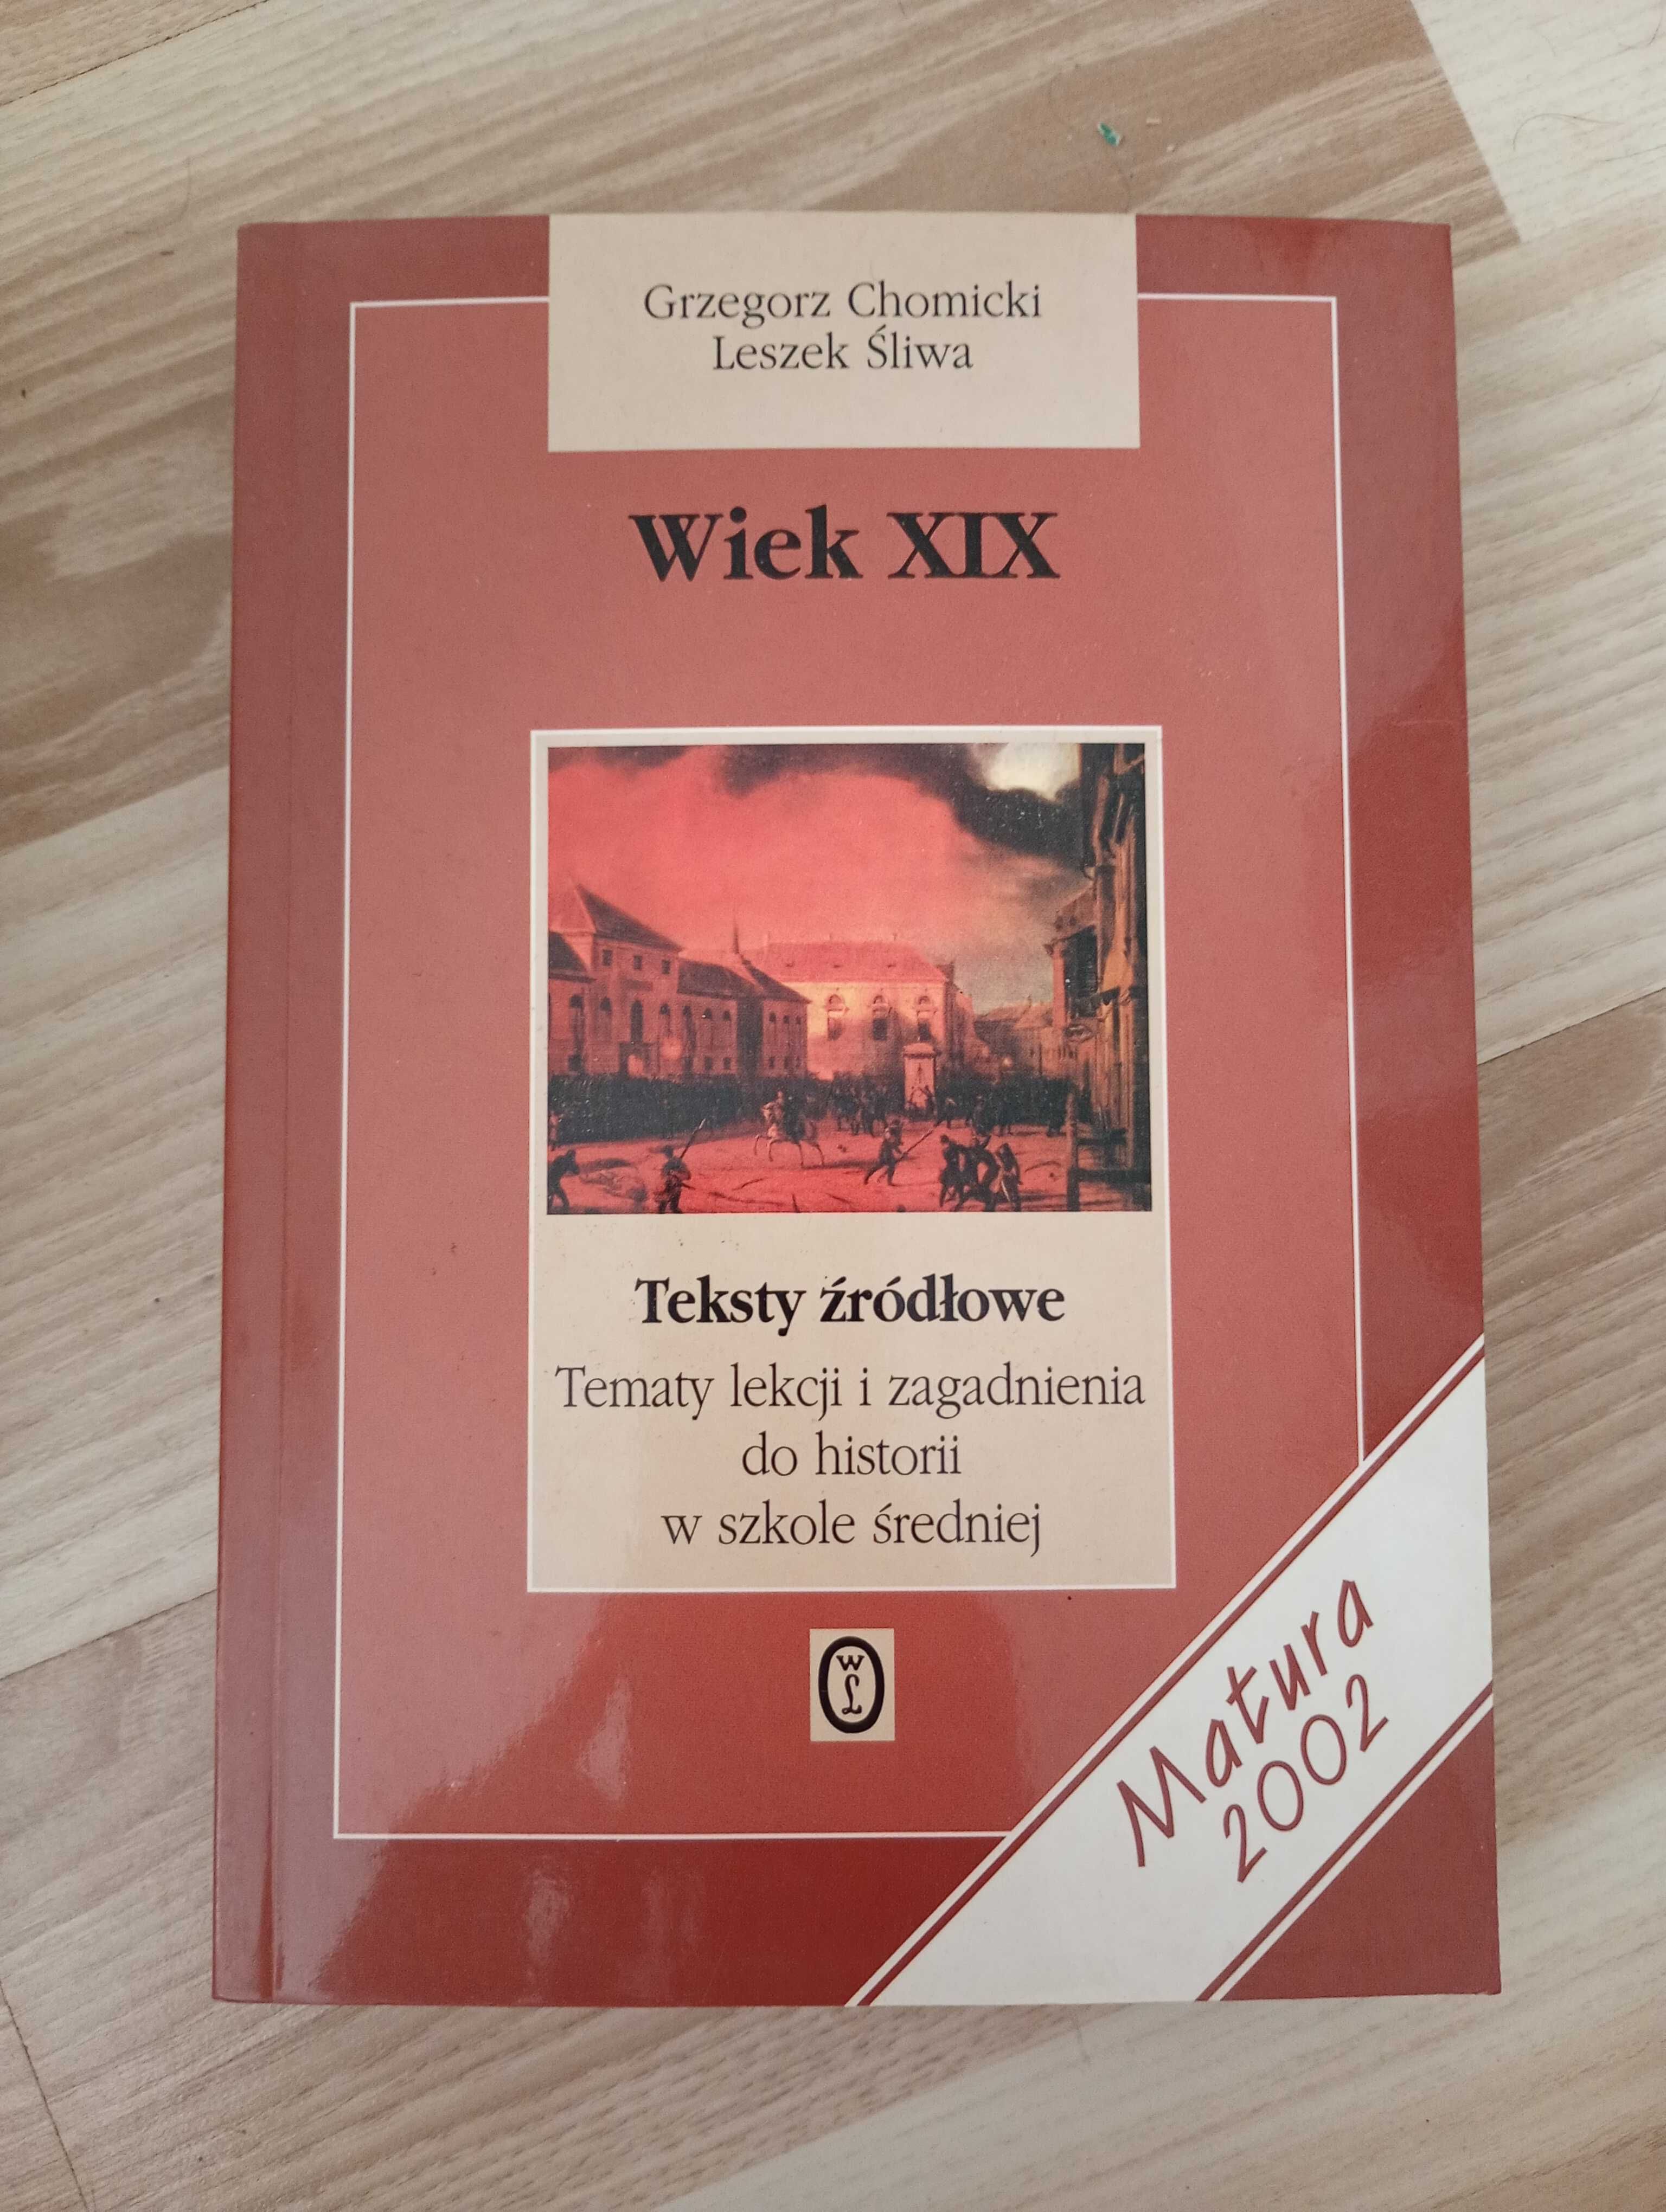 Grzegorz Chomicki
Leszek Śliwa
Wiek XIX
Teksty źródłowe
Tematy lekcji i zagadnienia
do historii
w szkole średniej
WL
Matura
2002